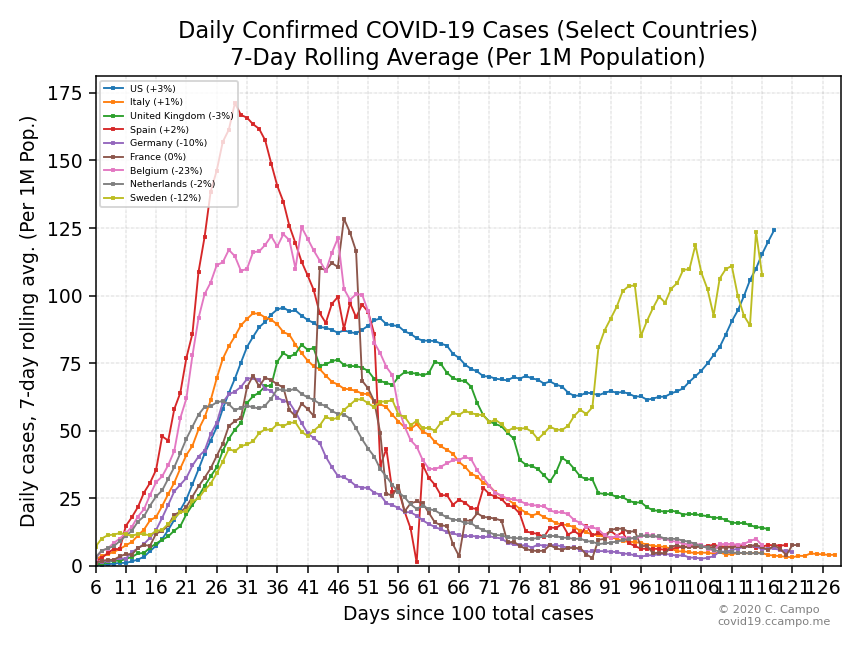 Daily Confirmed COVID-19 Cases (Select Countries)
7-Day Rolling Average (Per 1M Population)
Daily cases, 7-day rolling avg. (Per 1M Pop.)
175
150
125
100
75
50
25
0
US (+3%)
Italy (+1%)
United Kingdom (-3%)
Spain (+2%)
Germany (-10%)
France (0%)
Belgium (-23%)
Netherlands (-2%)
Sweden (-12%)
6 11 16 21 26 31 36 41 46 51 56 61 66 71 76 81 86 91 96 101 106 111 116 121 126
Days since 100 total cases
© 2020 C. Campo
covid19.ccampo.me